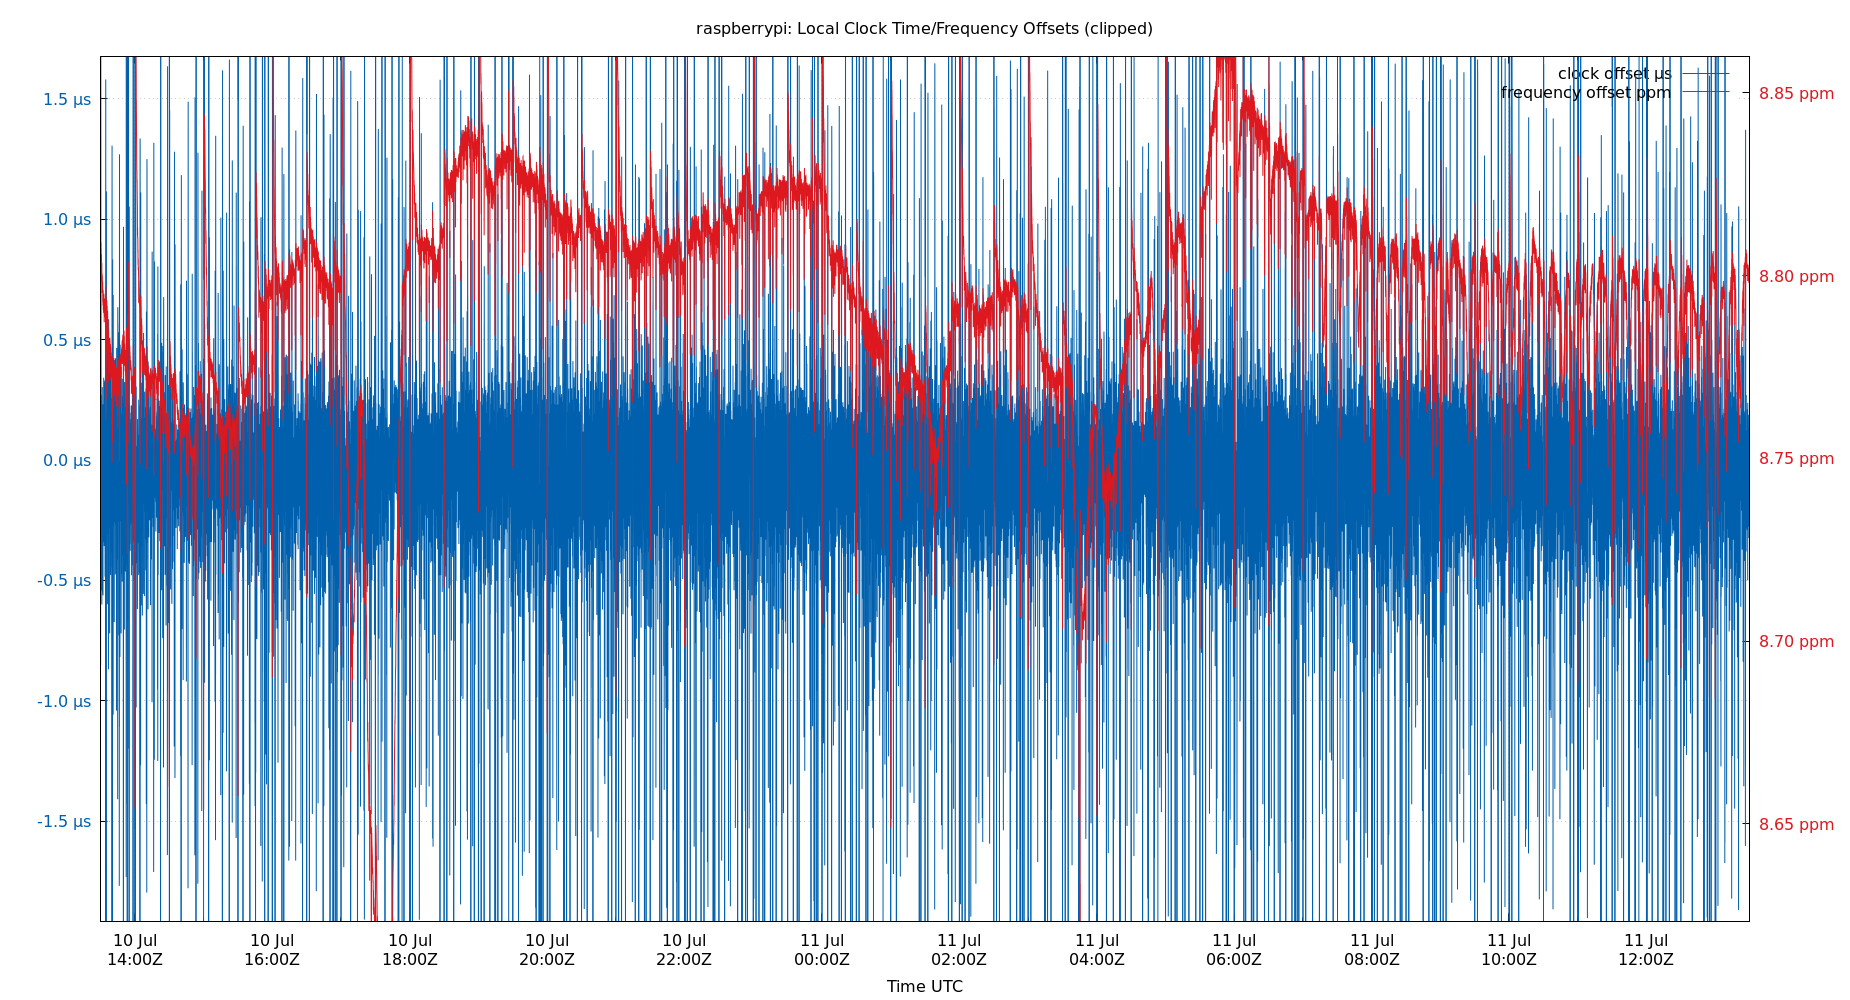 raspberrypi: Local Clock Time/Frequency Offsets (clipped)
clock offset µs
frequency offset ppm
1.5 µs
1.0 µs
0.5 µs
0.0 µs
-0.5 µs
-1.0 µs
-1.5 µs
8.85 ppm
8.80 ppm
8.75 ppm
8.70 ppm
8.65 ppm
10 Jul 10 Jul 10 Jul 10 Jul 10 Jul 11 Jul 11 Jul 11 Jul 11 Jul 11 Jul 11 Jul 11 Jul
14:00Z 16:00Z 18:00Z 20:00Z 22:00Z 00:00Z 02:00Z 04:00Z 06:00Z 08:00Z 10:00Z 12:00Z
Time UTC